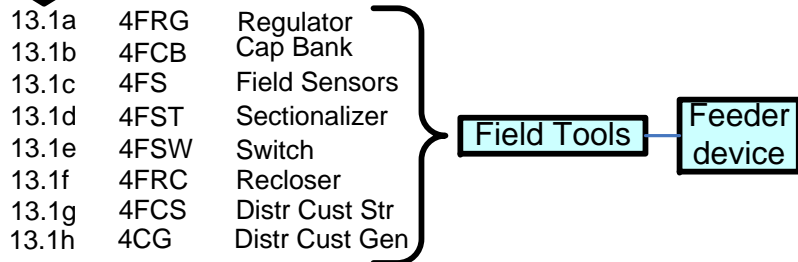 13.1a 4FRG Regulator
13.1b 4FCB Cap Bank
13.1c 4FS Field Sensors
13.1d 4FST Sectionalizer
13.1e 4FSW Switch
13.1f 4FRC Recloser
13.1g 4FCS Distr Cust Str
13.1h 4CG Distr Cust Gen
Field Tools
Feeder
device